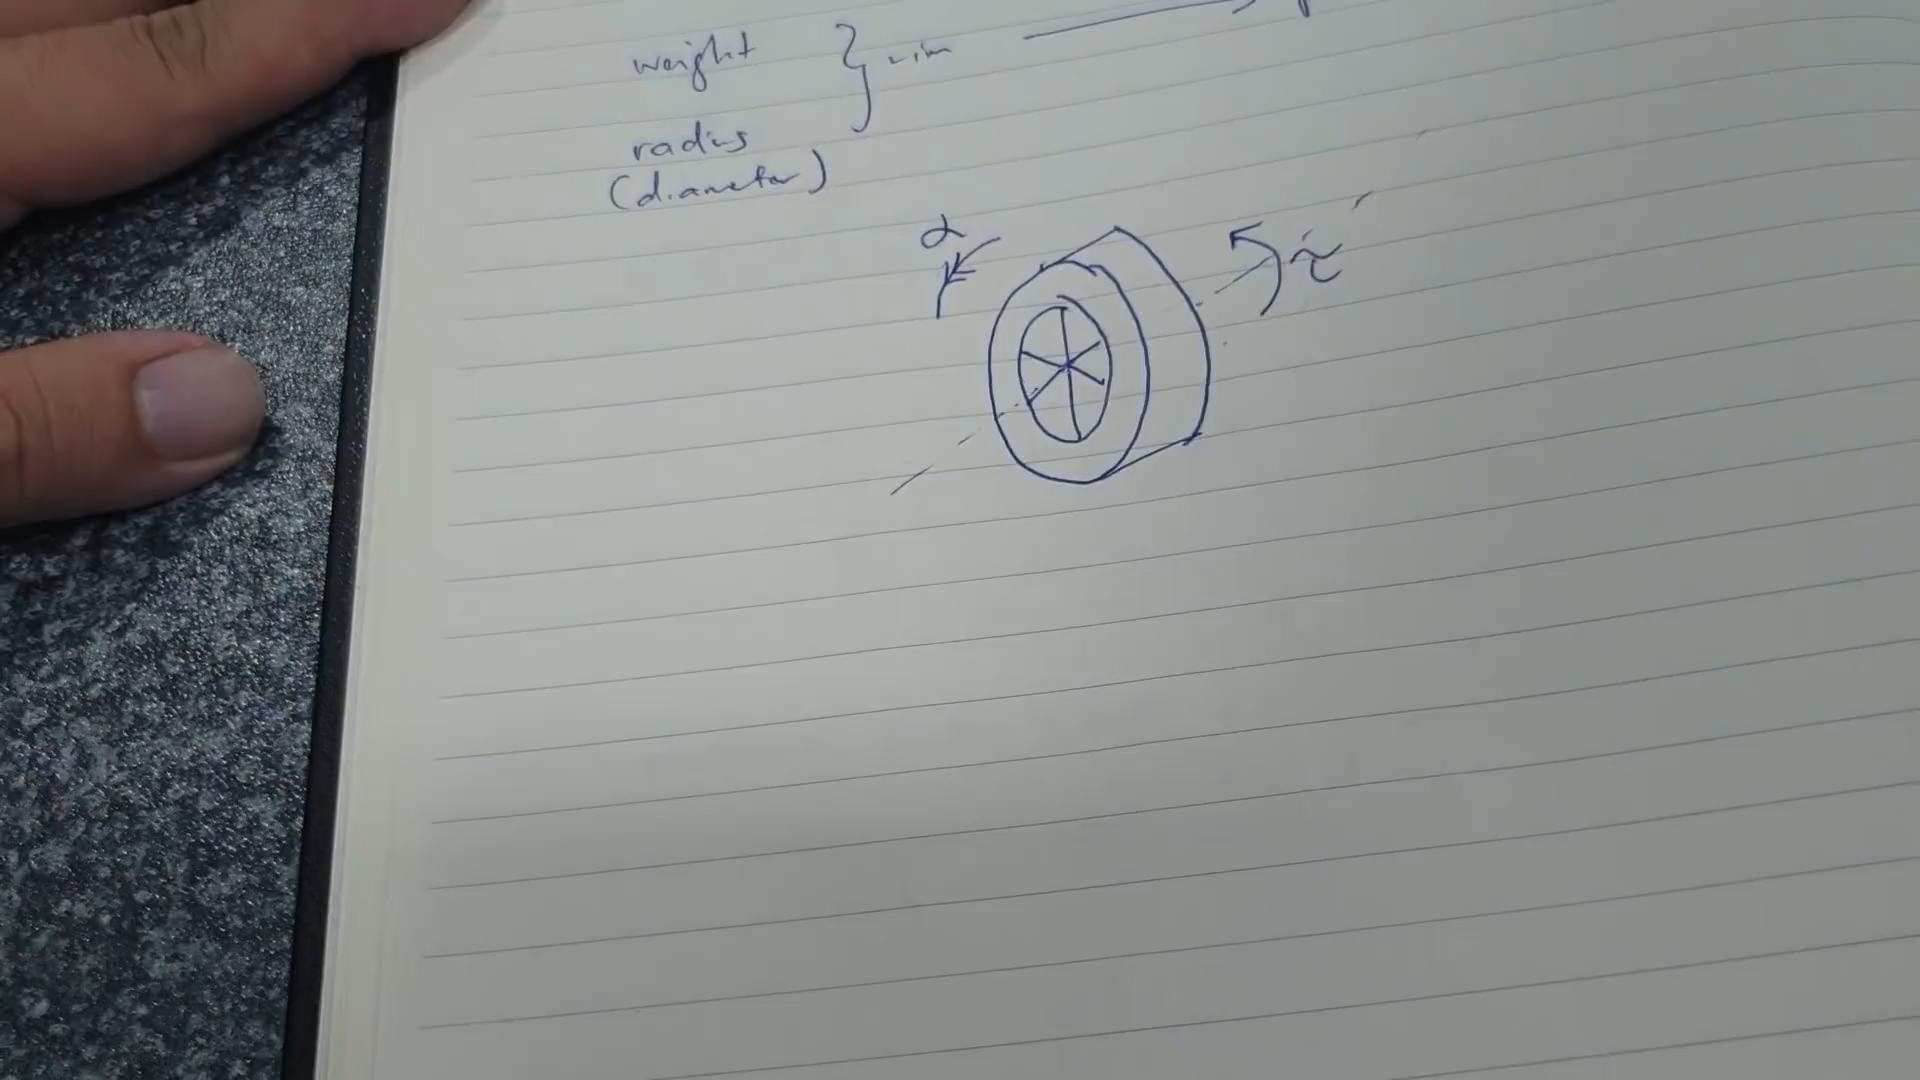 weight } rim
radius
(diameter)
α
τ